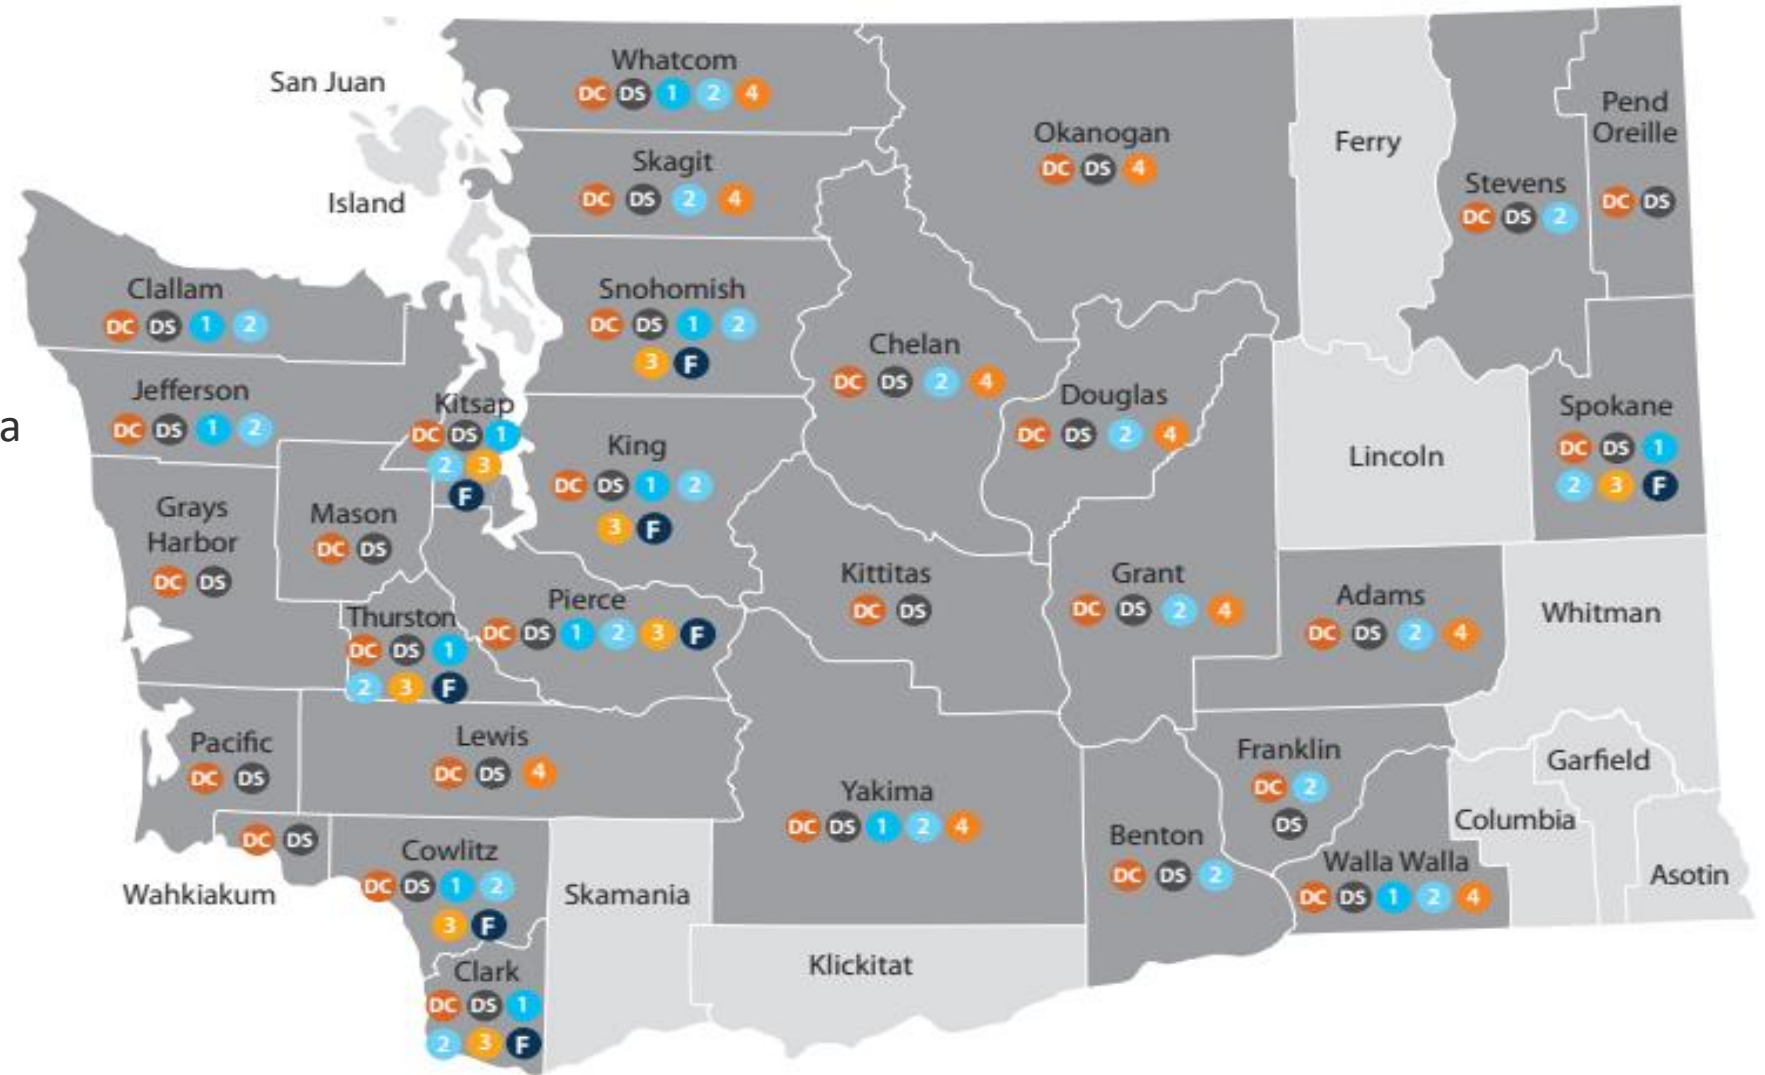 Whatcom
DC DS 1 2 4
San Juan
Skagit
DC DS 2 4
Island
Okanogan
DC DS 4
Ferry
Stevens
DC DS 2
Pend
Oreille
DC DS
Clallam
DC DS 1 2
Snohomish
DC DS 1 2
3 F
Chelan
DC DS 2 4
Douglas
DC DS 2 4
Jefferson
DC DS 1 2
a
Kitsap
DC DS 1
2 3
F
King
DC DS 1 2
3 F
Lincoln
Spokane
DC DS 1
2 3 F
Grays
Harbor
DC DS
Mason
DC DS
Thurston
DC DS 1
2 3 F
Pierce
DC DS 1 2 3 F
Kittitas
DC DS
Grant
DC DS 2 4
Adams
DC DS 2 4
Whitman
Pacific
DC DS
Lewis
DC DS 4
Yakima
DC DS 1 2 4
Benton
DC DS 2
Franklin
DC 2
DS
Walla Walla
DC DS 1 2 4
Columbia
Garfield
Asotin
DC DS
Wahkiakum
Cowlitz
DC DS 1 2
3 F
Skamania
Klickitat
Clark
DC DS 1
2 3 F